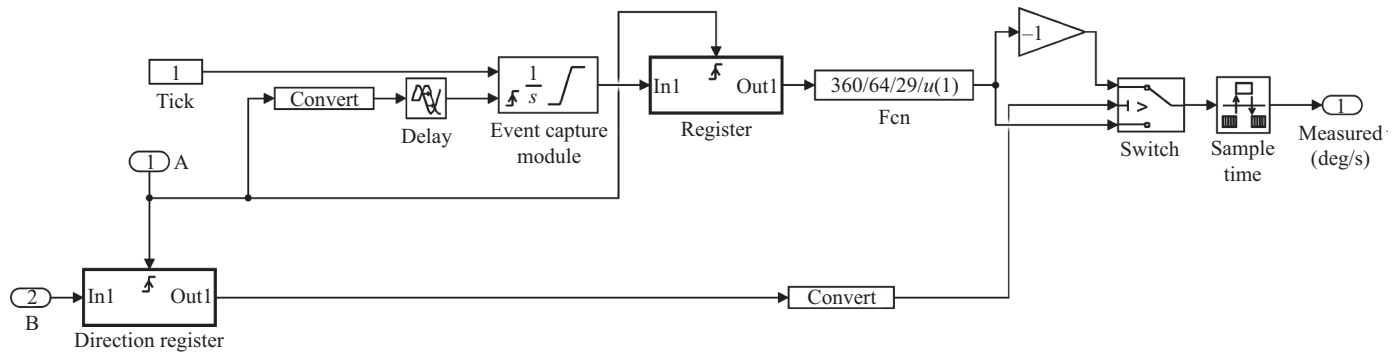 1
Tick
Convert
Delay
1
s
Event capture
module
In1
Out1
Register
360/64/29/u(1)
Fcn
–1
>
Switch
Sample
time
1
Measured
(deg/s)
1
A
2
B
In1
Out1
Direction register
Convert